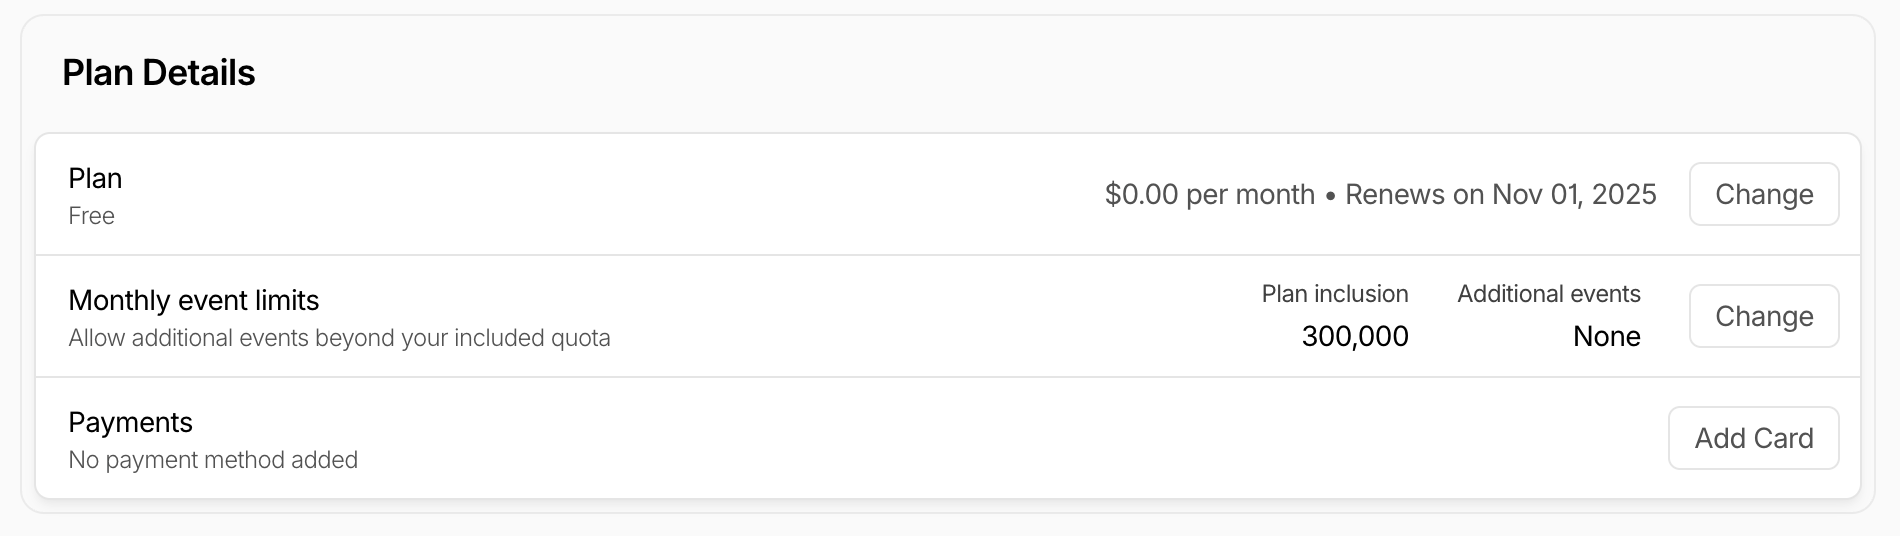 Plan Details
Plan
Free
$0.00 per month • Renews on Nov 01, 2025
Change
Monthly event limits
Allow additional events beyond your included quota
Plan inclusion
300,000
Additional events
None
Change
Payments
No payment method added
Add Card